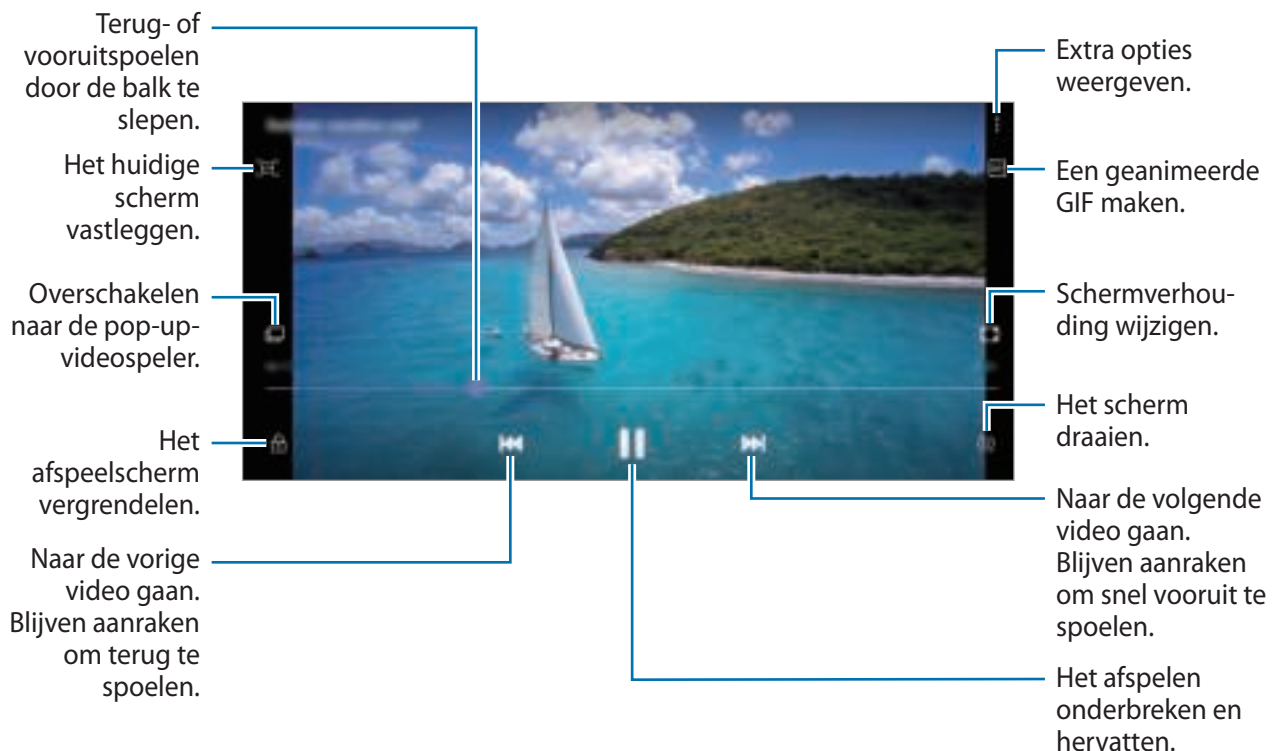 Terug- of
vooruitspoelen
door de balk te
slepen.
Het huidige
scherm
vastleggen.
Overschakelen
naar de pop-up-
videospeler.
Het
afspeelscherm
vergrendelen.
Naar de vorige
video gaan.
Blijven aanraken
om terug te
spoelen.
Extra opties
weergeven.
Een geanimeerde
GIF maken.
Schermverhou-
ding wijzigen.
Het scherm
draaien.
Naar de volgende
video gaan.
Blijven aanraken
om snel vooruit te
spoelen.
Het afspelen
onderbreken en
hervatten.